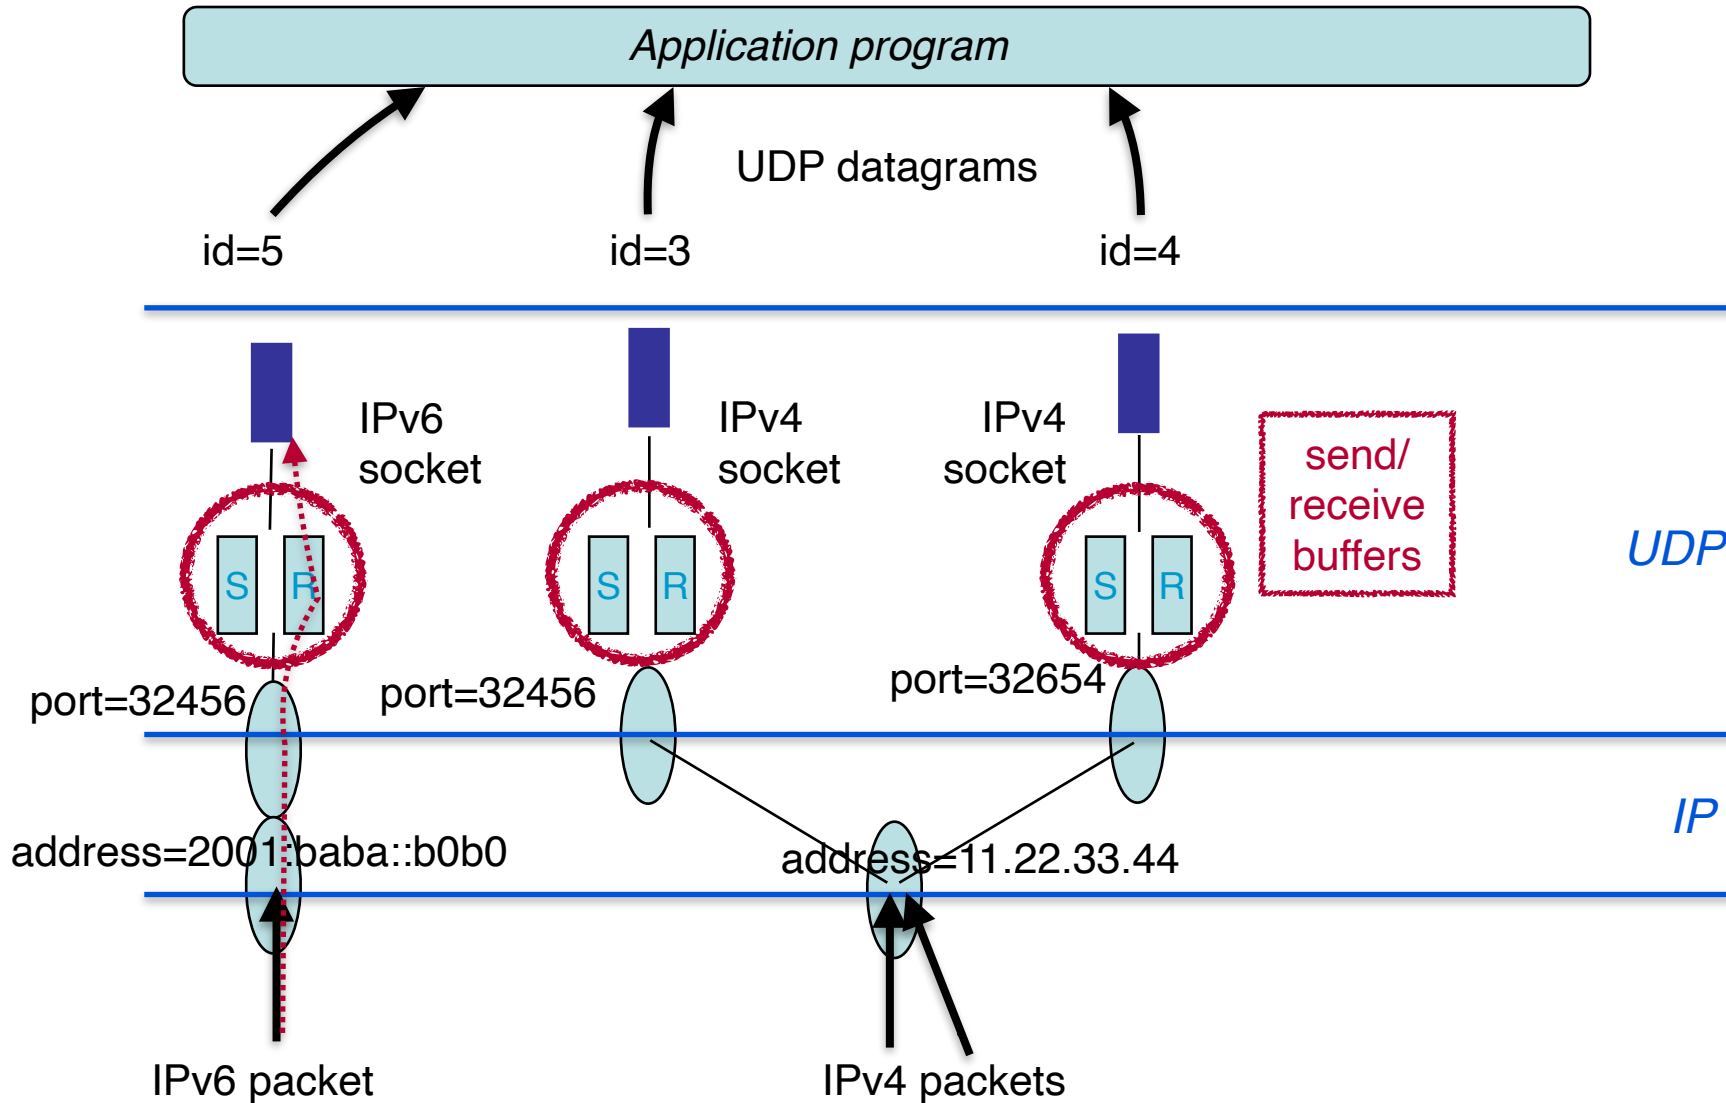 Application program
UDP datagrams
id=5
id=3
id=4
IPv6
socket
IPv4
socket
IPv4
socket
send/
receive
buffers
UDP
S
R
S
R
S
R
port=32456
port=32456
port=32654
IP
address=2001:baba::b0b0
address=11.22.33.44
IPv6 packet
IPv4 packets